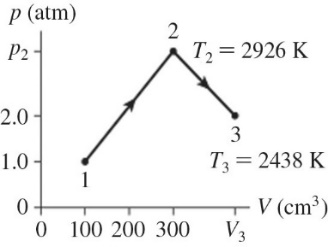 p (atm)
2
p₂
T₂ = 2926 K
2.0
3
1.0
T₃ = 2438 K
1
0
V (cm³)
0 100 200 300 V₃